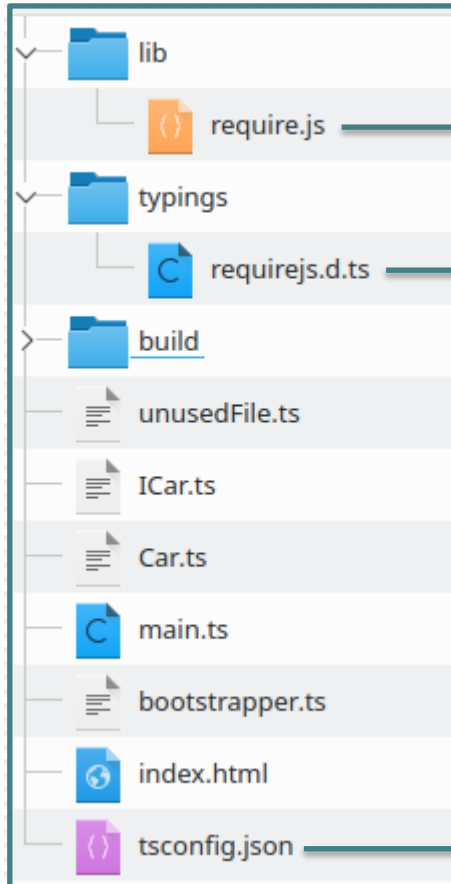 lib
require.js
typings
requirejs.d.ts
build
unusedFile.ts
ICar.ts
Car.ts
main.ts
bootstrapper.ts
index.html
tsconfig.json